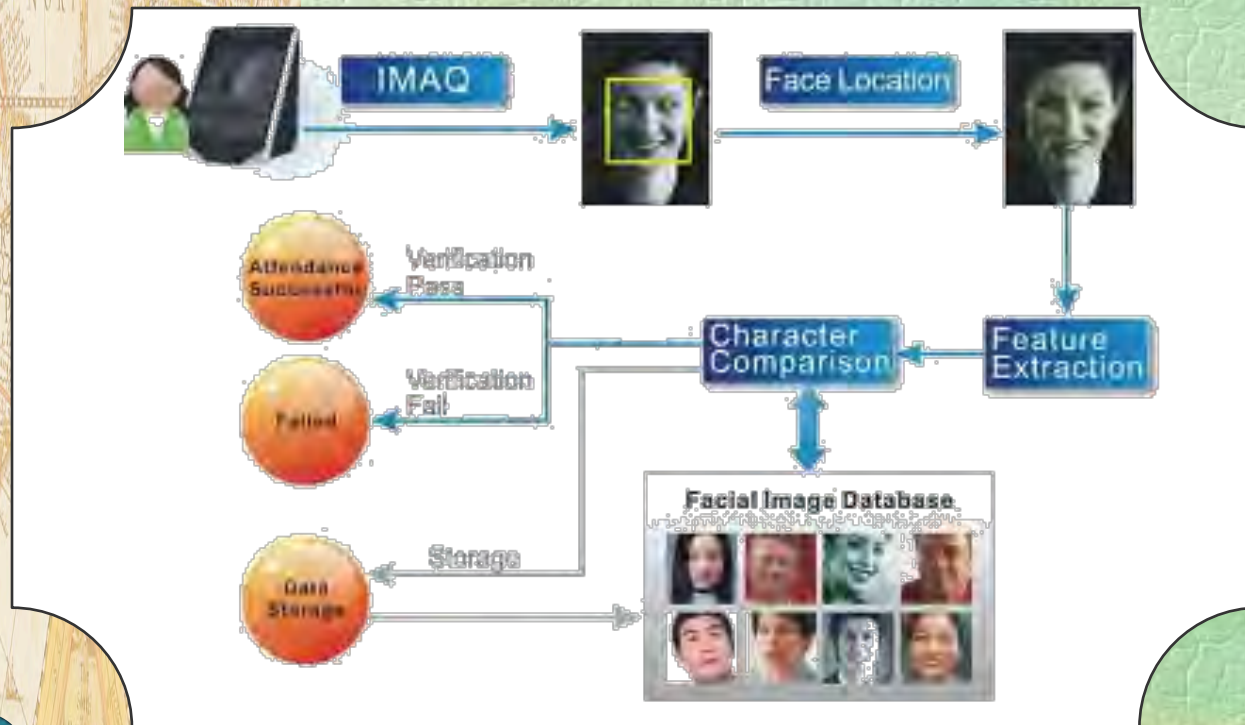 IMAQ
Face Location
Attendance
Successful
Verification
Pass
Character
Comparison
Feature
Extraction
Verification
Fail
Failed
Facial Image Database
Storage
Data
Storage